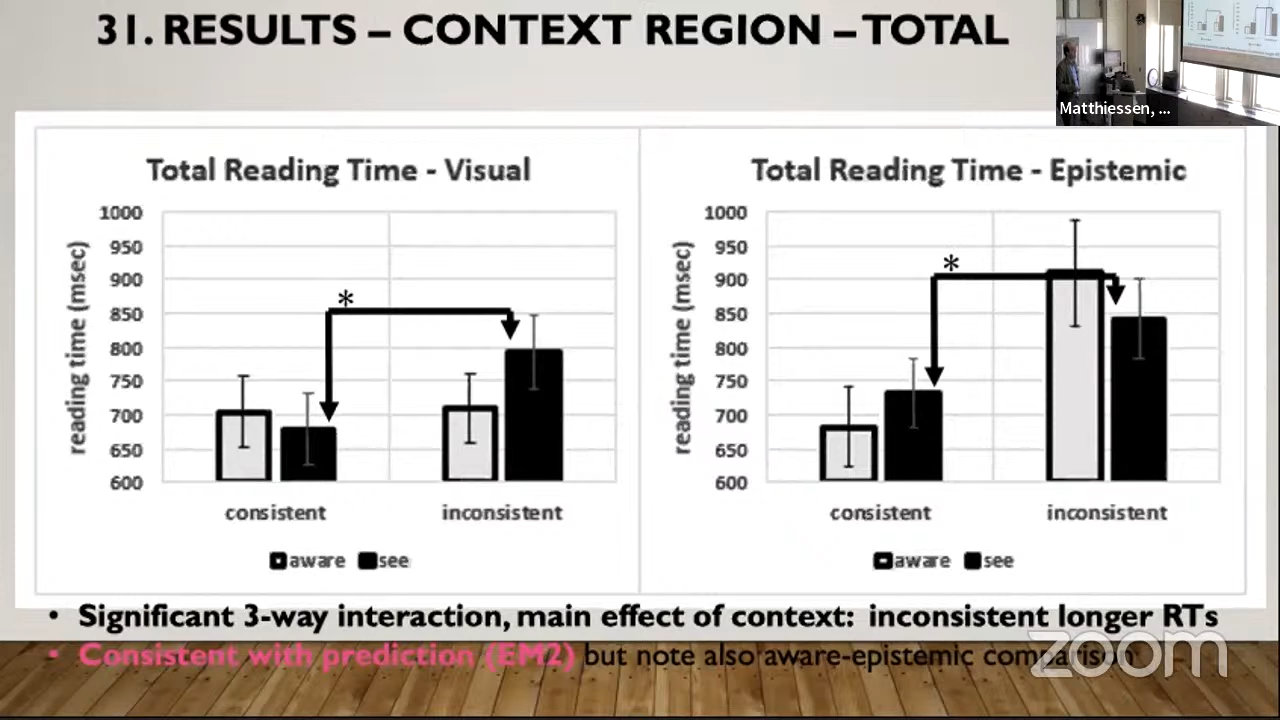 31. RESULTS – CONTEXT REGION – TOTAL
Matthiessen, ...
Total Reading Time - Visual
reading time (msec)
1000
950
900
850
800
750
700
650
600
*
consistent
inconsistent
aware
see
Total Reading Time - Epistemic
reading time (msec)
1000
950
900
850
800
750
700
650
600
*
consistent
inconsistent
aware
see
• Significant 3-way interaction, main effect of context: inconsistent longer RTs
• Consistent with prediction (EM2) but note also aware-epistemic comparison
zoom